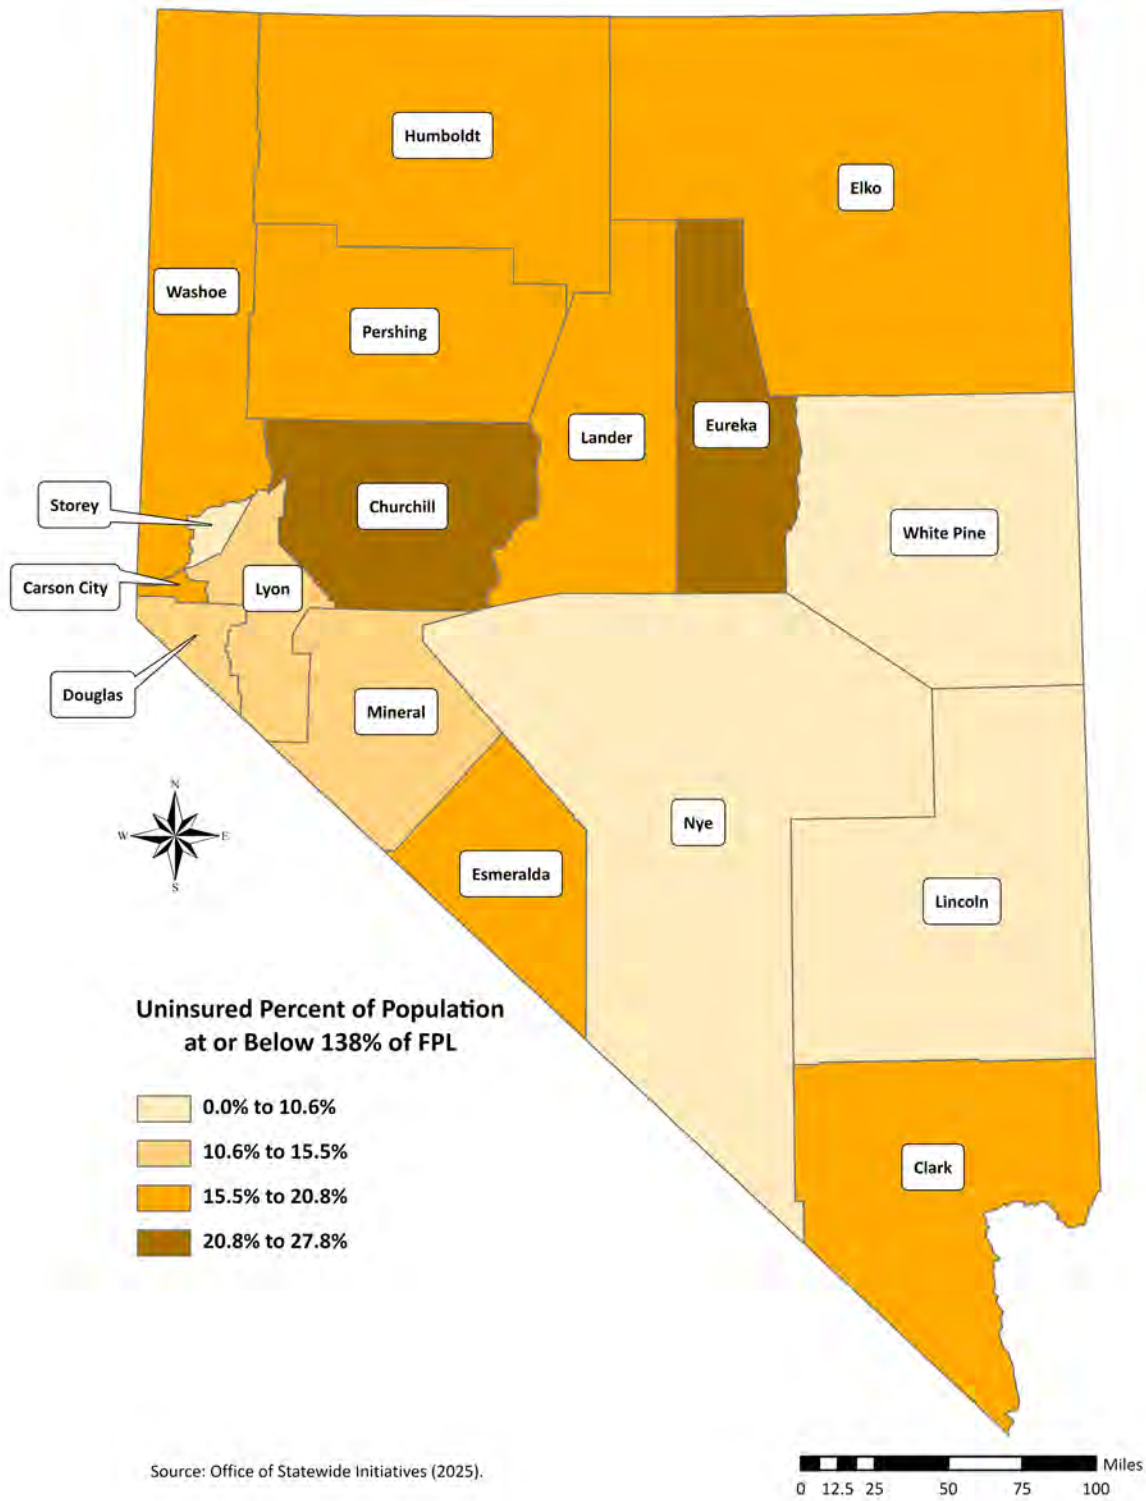 Humboldt
Elko
Washoe
Pershing
Eureka
Lander
Storey
Churchill
White Pine
Carson City
Lyon
Douglas
Mineral
N
W
E
S
Nye
Esmeralda
Lincoln
Uninsured Percent of Population
at or Below 138% of FPL
0.0% to 10.6%
10.6% to 15.5%
15.5% to 20.8%
20.8% to 27.8%
Clark
Source: Office of Statewide Initiatives (2025).
Miles
0 12.5 25 50 75 100